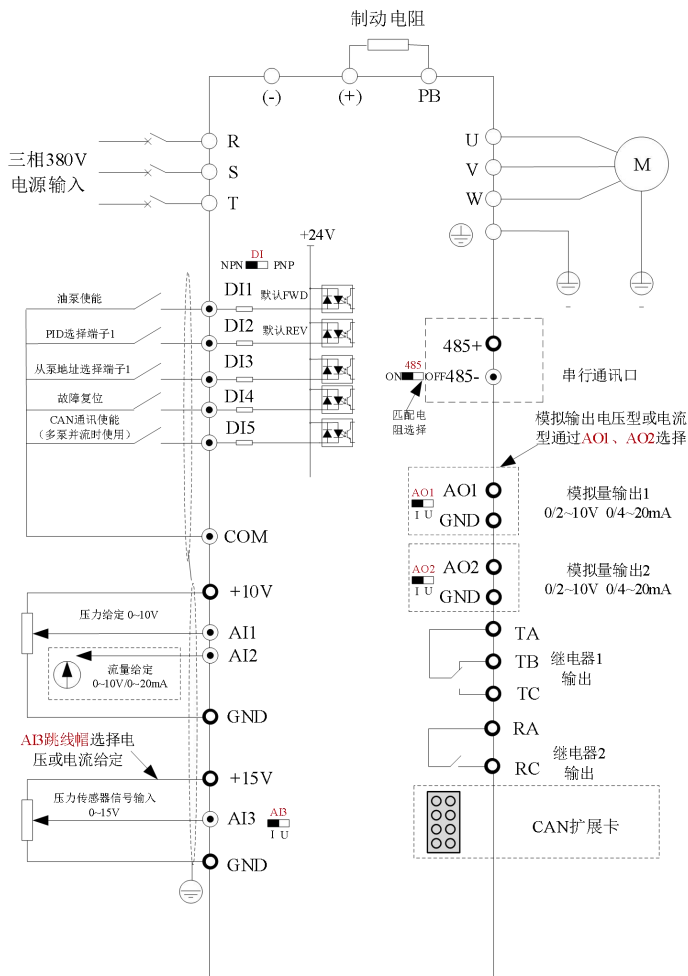 制动电阻
(-)
(+)
PB
三相380V
电源输入
R
S
T
U
V
W
M
+24V
DI
NPN
PNP
油泵使能
DI1
默认FWD
PID选择端子1
DI2
默认REV
从泵地址选择端子1
DI3
故障复位
DI4
CAN通讯使能
(多泵并流时使用)
DI5
COM
485+
485
ON
OFF
485-
串行通讯口
匹配电
阻选择
模拟输出电压型或电流
型通过AO1、AO2选择
AO1
I U
AO1
GND
模拟量输出1
0/2~10V 0/4~20mA
AO2
I U
AO2
GND
模拟量输出2
0/2~10V 0/4~20mA
+10V
压力给定 0~10V
AI1
AI2
流量给定
0~10V/0~20mA
GND
TA
TB
TC
继电器1
输出
RA
RC
继电器2
输出
AI3跳线帽选择电
压或电流给定
+15V
压力传感器信号输入
0~15V
AI3
AI3
I U
GND
CAN扩展卡